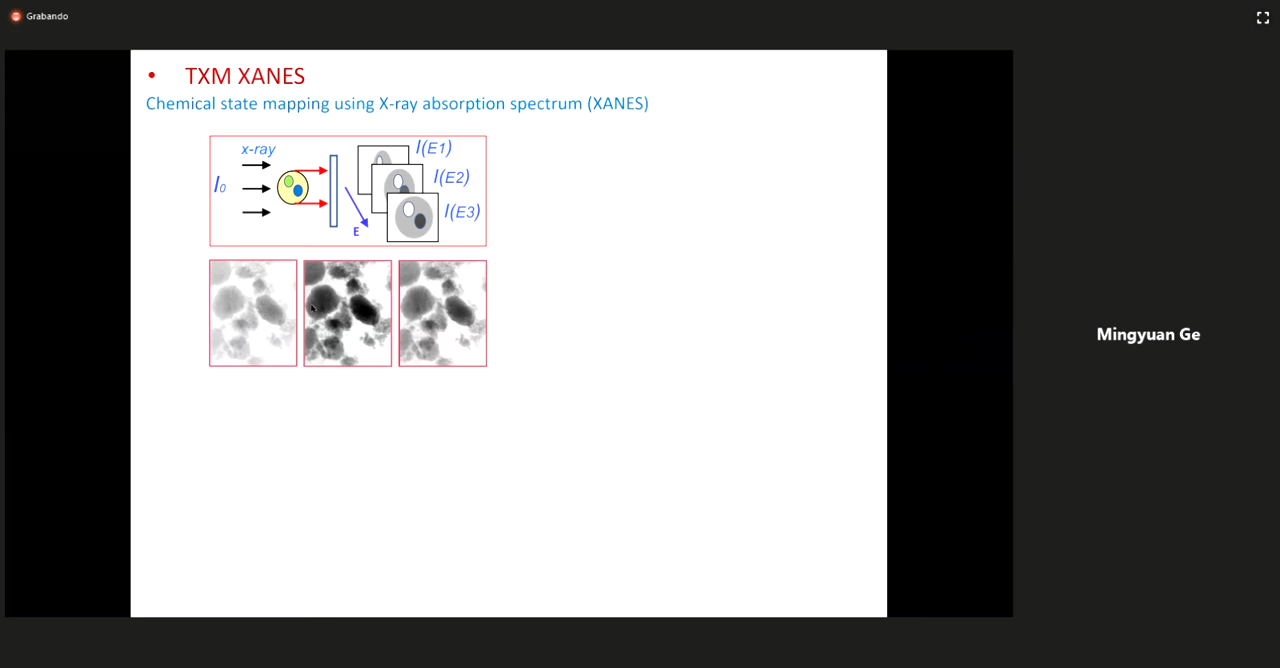 Grabando
• TXM XANES
Chemical state mapping using X-ray absorption spectrum (XANES)
x-ray
I0
E
I(E1)
I(E2)
I(E3)
Mingyuan Ge